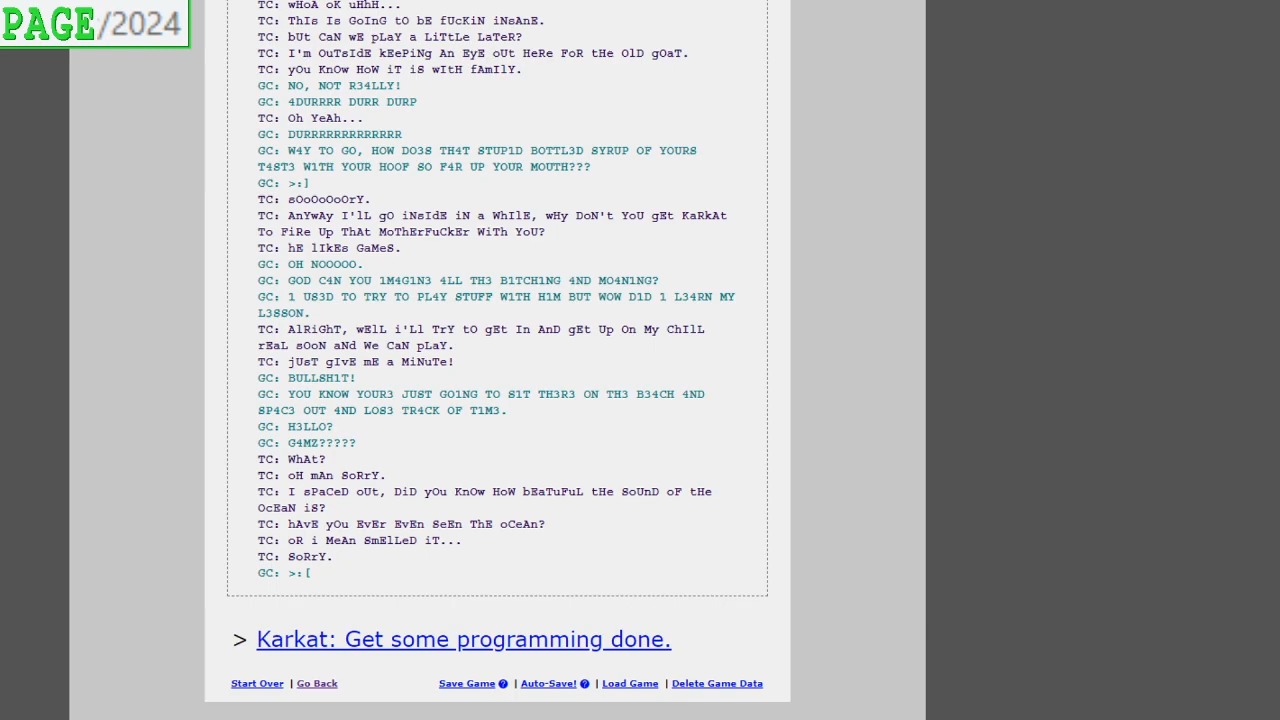 PAGE/2024
TC: wHoA oK uHhH...
TC: ThIs Is GoInG tO bE fUcKiN iNsAnE.
TC: bUt CaN wE pLaY a LiTtLe LaTeR?
TC: I'm OuTsIdE kEePiNg An EyE oUt HeRe FoR tHe OlD gOaT.
TC: yOu KnOw HoW iT iS wItH fAmIlY.
GC: NO, NOT R34LLY!
GC: 4DURRRR DURR DURP
TC: Oh YeAh...
GC: DURRRRRRRRRRRRR
GC: W4Y TO GO, HOW DO3S TH4T STUP1D BOTTL3D SYRUP OF YOURS
T4ST3 W1TH YOUR HOOF SO F4R UP YOUR MOUTH???
GC: >:]
TC: sOoOoOoOrY.
TC: AnYwAy I'lL gO iNsIdE iN a WhIlE, wHy DoN't YoU gEt KaRkAt
To FiRe Up ThAt MoThErFuCkEr WiTh YoU?
TC: hE lIkEs GaMeS.
GC: OH NOOOOO.
GC: GOD C4N YOU 1M4G1N3 4LL TH3 B1TCH1NG 4ND MO4N1NG?
GC: 1 US3D TO TRY TO PL4Y STUFF W1TH H1M BUT WOW D1D 1 L34RN MY
L3SSON.
TC: AlRiGhT, wElL i'Ll TrY tO gEt In AnD gEt Up On My ChIlL
rEaL sOoN aNd We CaN pLaY.
TC: jUsT gIvE mE a MiNuTe!
GC: BULLSH1T!
GC: YOU KNOW YOUR3 JUST GO1NG TO S1T TH3R3 ON TH3 B34CH 4ND
SP4C3 OUT 4ND LOS3 TR4CK OF T1M3.
GC: H3LLO?
GC: G4MZ?????
TC: WhAt?
TC: oH mAn SoRrY.
TC: I sPaCeD oUt, DiD yOu KnOw HoW bEaTuFuL tHe SoUnD oF tHe
OcEaN iS?
TC: hAvE yOu EvEr EvEn SeEn ThE oCeAn?
TC: oR i MeAn SmElLeD iT...
TC: SoRrY.
GC: >:[
> Karkat: Get some programming done.
Start Over | Go Back Save Game ? | Auto-Save! ? | Load Game | Delete Game Data